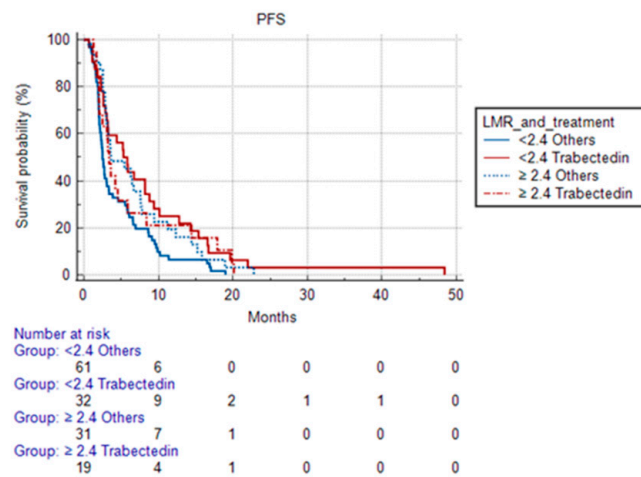 PFS
Survival probability (%)
100
80
60
40
20
0
0 10 20 30 40 50
Months
LMR_and_treatment
<2.4 Others
<2.4 Trabectedin
≥ 2.4 Others
≥ 2.4 Trabectedin
Number at risk
Group: <2.4 Others
61 6 0 0 0 0
Group: <2.4 Trabectedin
32 9 2 1 1 0
Group: ≥ 2.4 Others
31 7 1 0 0 0
Group: ≥ 2.4 Trabectedin
19 4 1 0 0 0